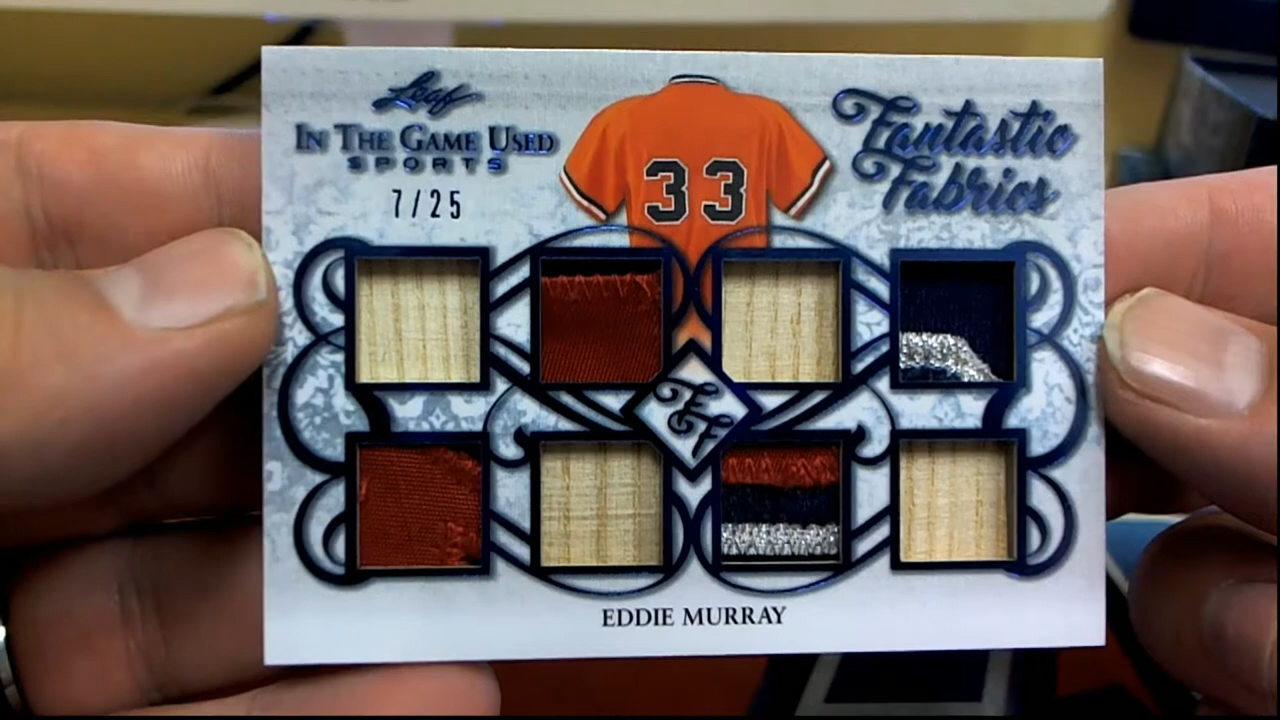 Leaf
IN THE GAME USED
SPORTS
7/25
33
Fantastic
Fabrics
FF
EDDIE MURRAY